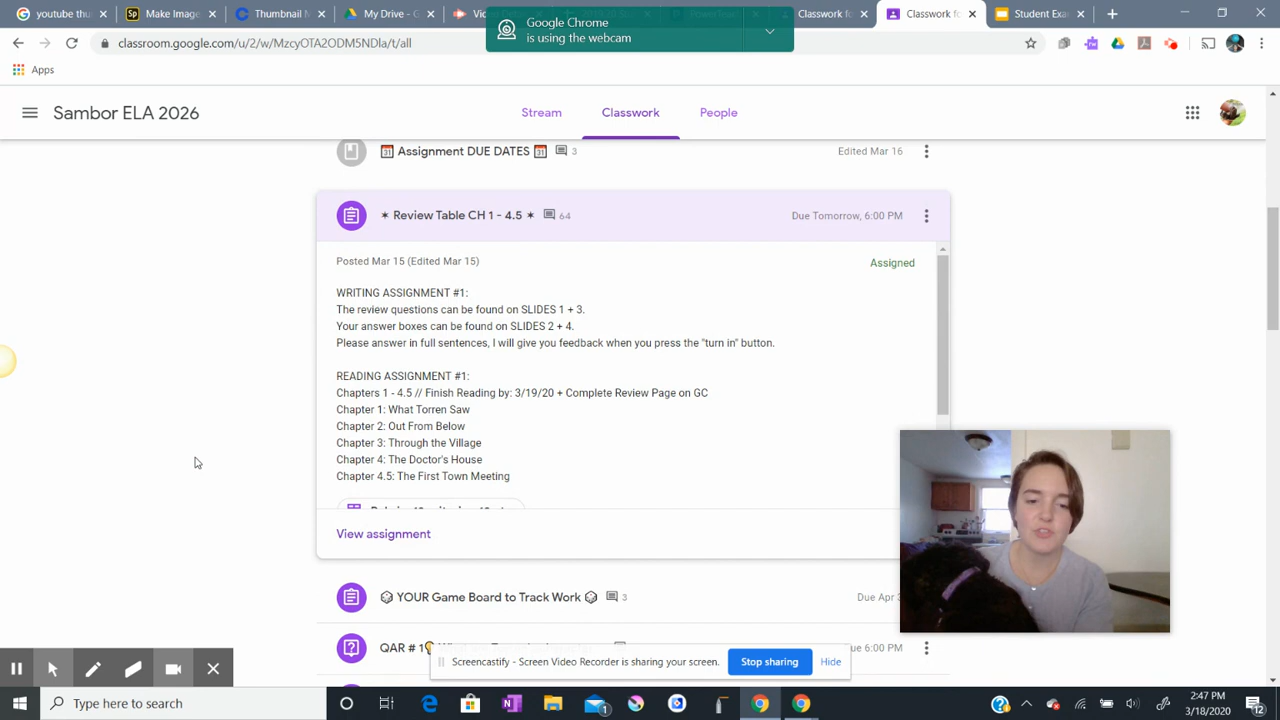 the
Make Image
Thumbnail M
My Drive -
Video
Classwork fo
Classwork for
Student Exa
Google Chrome
is using the webcam
classroom.google.com/u/2/w/MzcyOTA2ODM5NDla/t/all
Apps
Sambor ELA 2026
Stream
Classwork
People
Assignment DUE DATES
3
Edited Mar 16
✶ Review Table CH 1 - 4.5 ✶
64
Due Tomorrow, 6:00 PM
Posted Mar 15 (Edited Mar 15)
Assigned
WRITING ASSIGNMENT #1:
The review questions can be found on SLIDES 1 + 3.
Your answer boxes can be found on SLIDES 2 + 4.
Please answer in full sentences, I will give you feedback when you press the "turn in" button.
READING ASSIGNMENT #1:
Chapters 1 - 4.5 // Finish Reading by: 3/19/20 + Complete Review Page on GC
Chapter 1: What Torren Saw
Chapter 2: Out From Below
Chapter 3: Through the Village
Chapter 4: The Doctor's House
Chapter 4.5: The First Town Meeting
View assignment
YOUR Game Board to Track Work
3
Due Apr
QAR # 1
ue 6:00 PM
Screencastify - Screen Video Recorder is sharing your screen.
Stop sharing
Hide
Type here to search
1
2:47 PM
3/18/2020
12